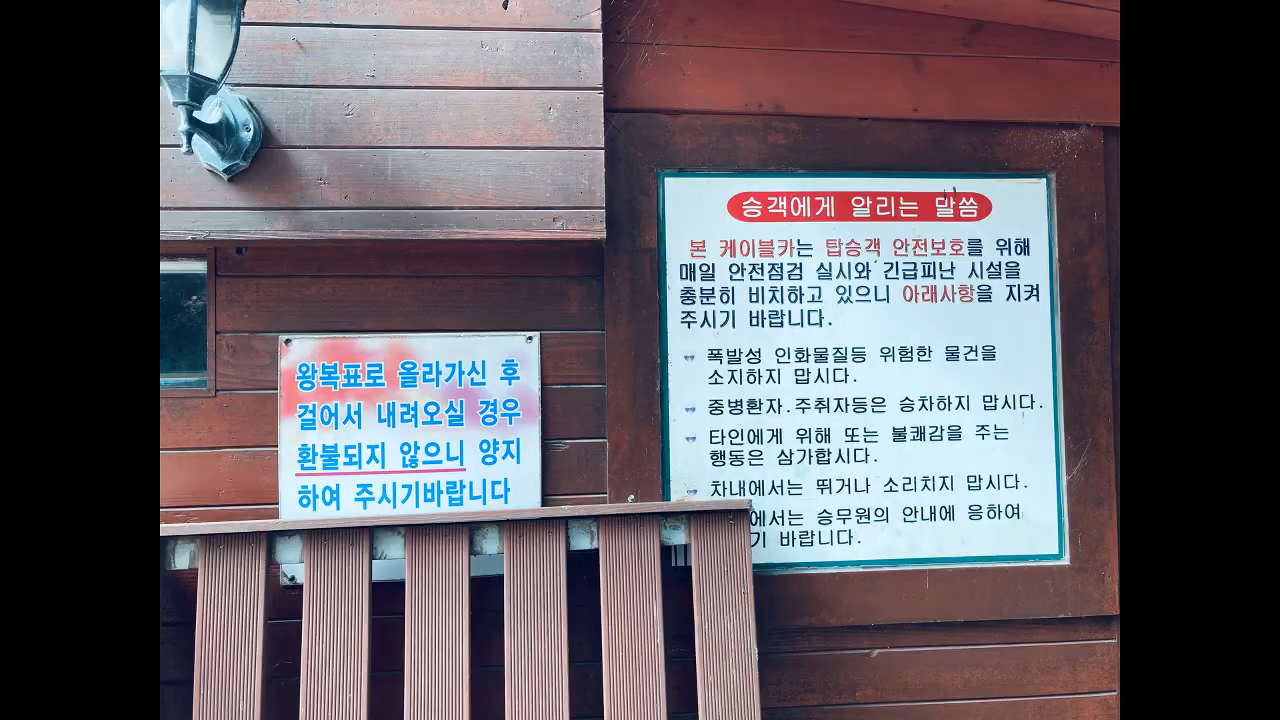 왕복표로 올라가신 후
걸어서 내려오실 경우
환불되지 않으니 양지
하여 주시기바랍니다
승객에게 알리는 말씀
본 케이블카는 탑승객 안전보호를 위해
매일 안전점검 실시와 긴급피난 시설을
충분히 비치하고 있으니 아래사항을 지켜
주시기 바랍니다.
폭발성 인화물질등 위험한 물건을
소지하지 맙시다.
중병환자.주취자등은 승차하지 맙시다.
타인에게 위해 또는 불쾌감을 주는
행동은 삼가합시다.
차내에서는 뛰거나 소리치지 맙시다.
에서는 승무원의 안내에 응하여
기 바랍니다.